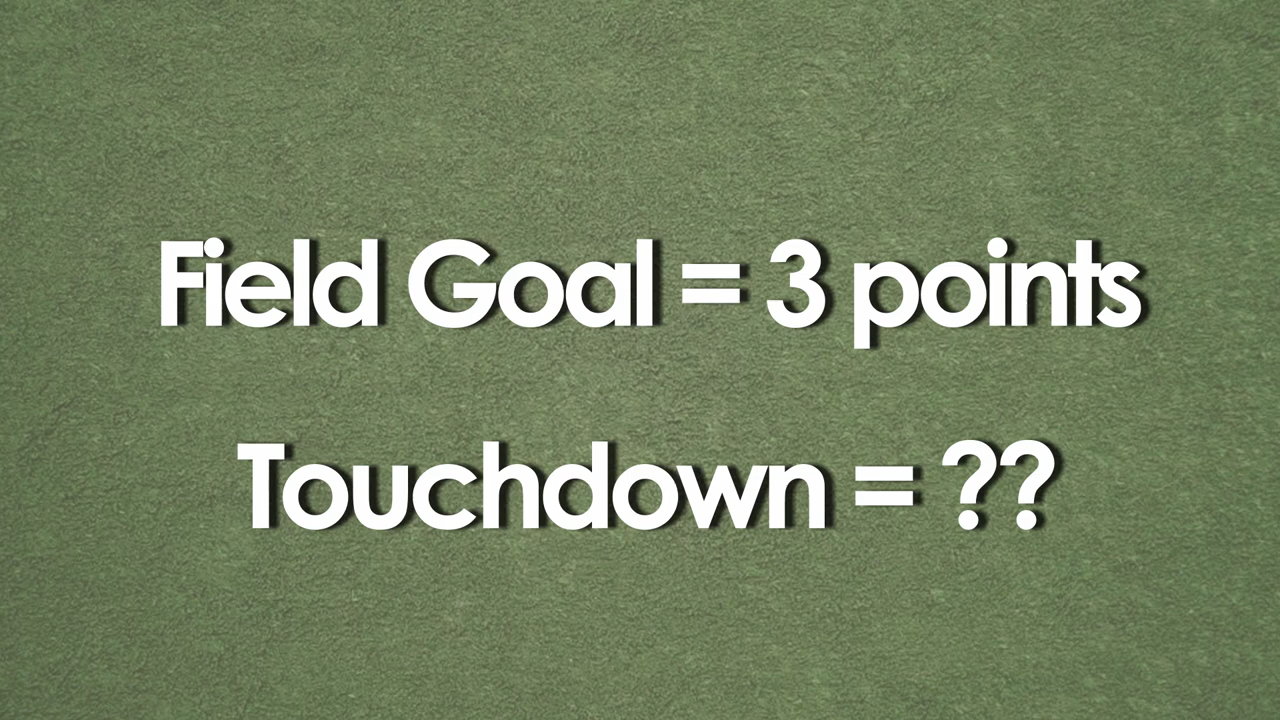 Field Goal = 3 points
Touchdown = ??